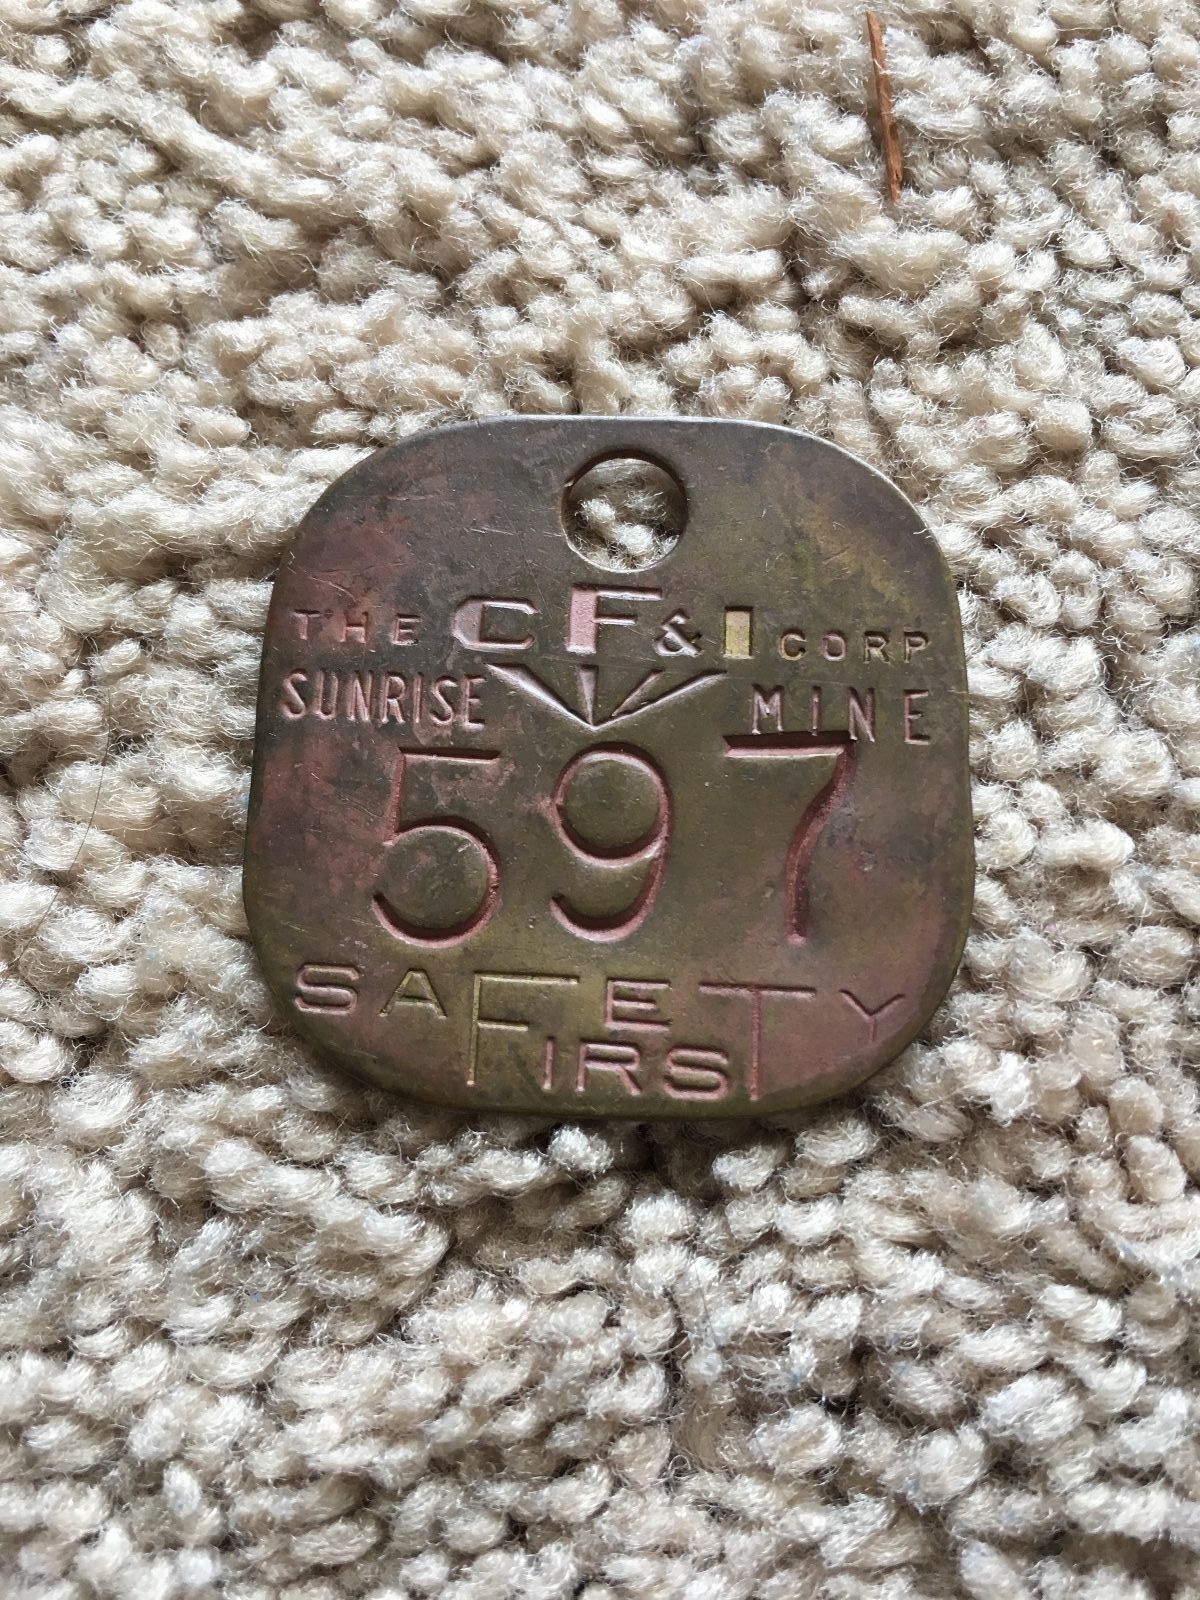 THE CF&I CORP
SUNRISE MINE
597
SAFETY
FIRST